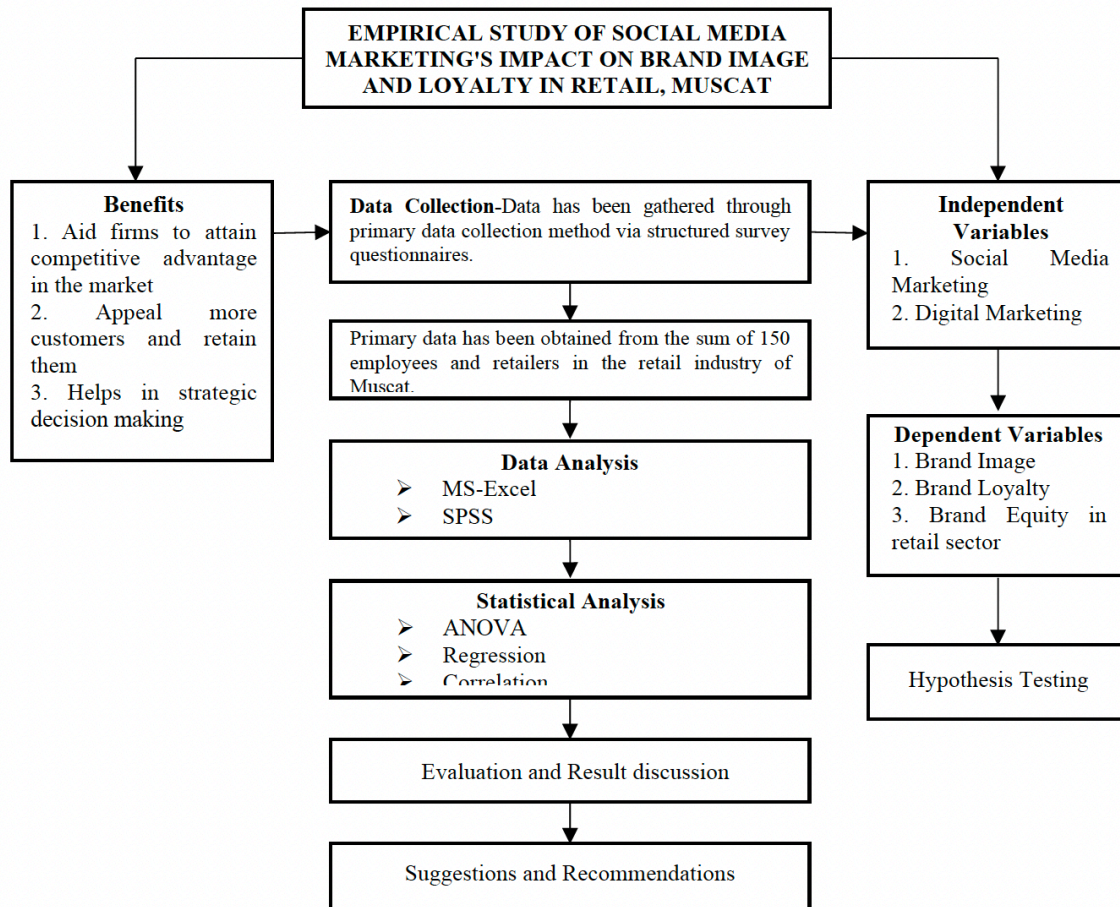 EMPIRICAL STUDY OF SOCIAL MEDIA
MARKETING'S IMPACT ON BRAND IMAGE
AND LOYALTY IN RETAIL, MUSCAT
Benefits
1. Aid firms to attain
competitive advantage
in the market
2. Appeal more
customers and retain
them
3. Helps in strategic
decision making
Data Collection-Data has been gathered through
primary data collection method via structured survey
questionnaires.
Primary data has been obtained from the sum of 150
employees and retailers in the retail industry of
Muscat.
Data Analysis
➢ MS-Excel
➢ SPSS
Statistical Analysis
➢ ANOVA
➢ Regression
➢ Correlation
Evaluation and Result discussion
Suggestions and Recommendations
Independent
Variables
1. Social Media
Marketing
2. Digital Marketing
Dependent Variables
1. Brand Image
2. Brand Loyalty
3. Brand Equity in
retail sector
Hypothesis Testing